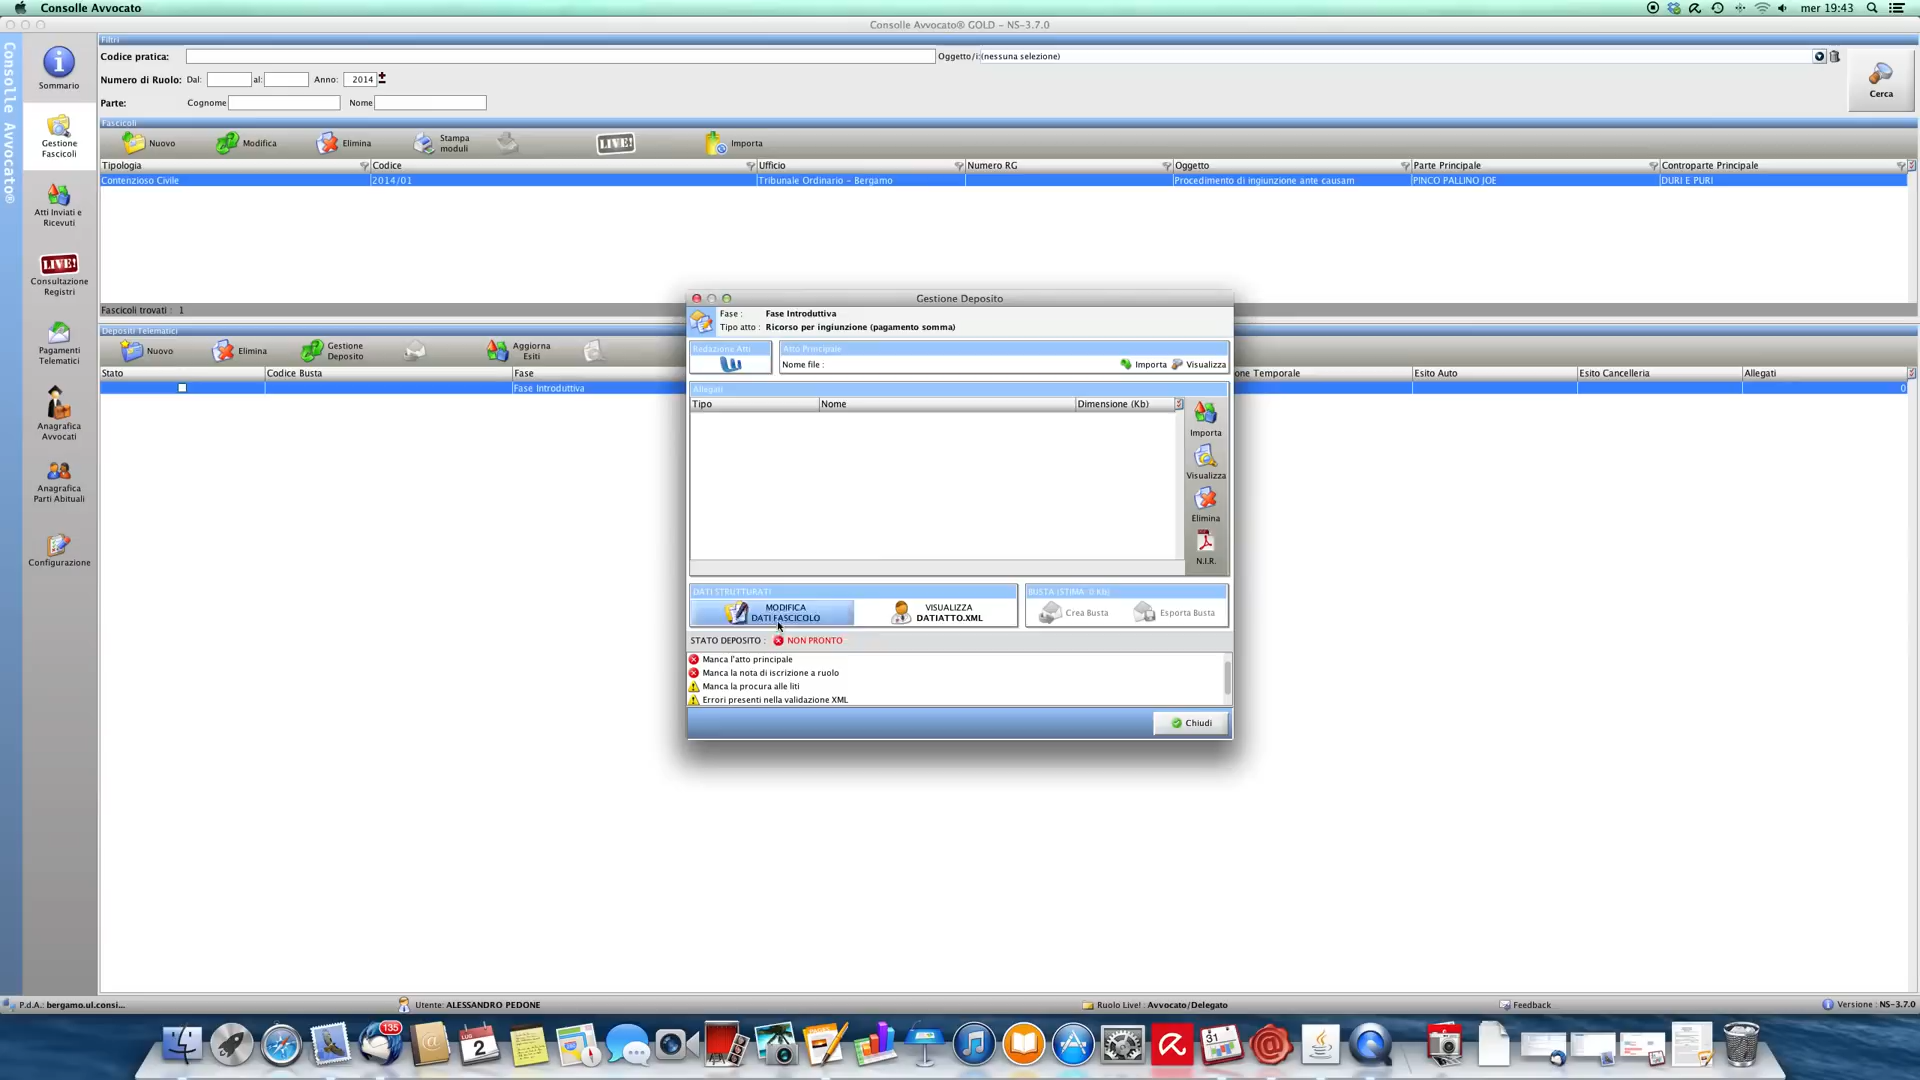 Consolle Avvocato
mer 19:43
Consolle Avvocato® GOLD - NS-3.7.0
Consolle Avvocato®
Filtri
Codice pratica:
Oggetto/i:(nessuna selezione)
Numero di Ruolo: Dal: al: Anno: 2014
Parte: Cognome Nome
Cerca
Sommario
Gestione
Fascicoli
Atti Inviati e
Ricevuti
LIVE!
Consultazione
Registri
Pagamenti
Telematici
Anagrafica
Avvocati
Anagrafica
Parti Abituali
Configurazione
Fascicoli
Nuovo Modifica Elimina Stampa moduli LIVE! Importa
Tipologia Codice Ufficio Numero RG Oggetto Parte Principale Controparte Principale
Contenzioso Civile 2014/01 Tribunale Ordinario - Bergamo Procedimento di ingiunzione ante causam PINCO PALLINO JOE DURI E PURI
Fascicoli trovati : 1
Depositi Telematici
Nuovo Elimina Gestione Deposito Aggiorna Esiti
Stato Codice Busta Fase one Temporale Esito Auto Esito Cancelleria Allegati
Fase Introduttiva 0
Gestione Deposito
Fase : Fase Introduttiva
Tipo atto : Ricorso per ingiunzione (pagamento somma)
Redazione Atti Atto Principale
Nome file : Importa Visualizza
Allegati
Tipo Nome Dimensione (Kb)
Importa
Visualizza
Elimina
N.I.R.
DATI STRUTTURATI BUSTA (STIMA: 0 Kb)
MODIFICA
DATI FASCICOLO
VISUALIZZA
DATIATTO.XML
Crea Busta Esporta Busta
STATO DEPOSITO : NON PRONTO
Manca l'atto principale
Manca la nota di iscrizione a ruolo
Manca la procura alle liti
Errori presenti nella validazione XML
Chiudi
P.d.A.: bergamo.ul.consi... Utente: ALESSANDRO PEDONE Ruolo Live! : Avvocato/Delegato Feedback Versione : NS-3.7.0
135
LUG
2
31